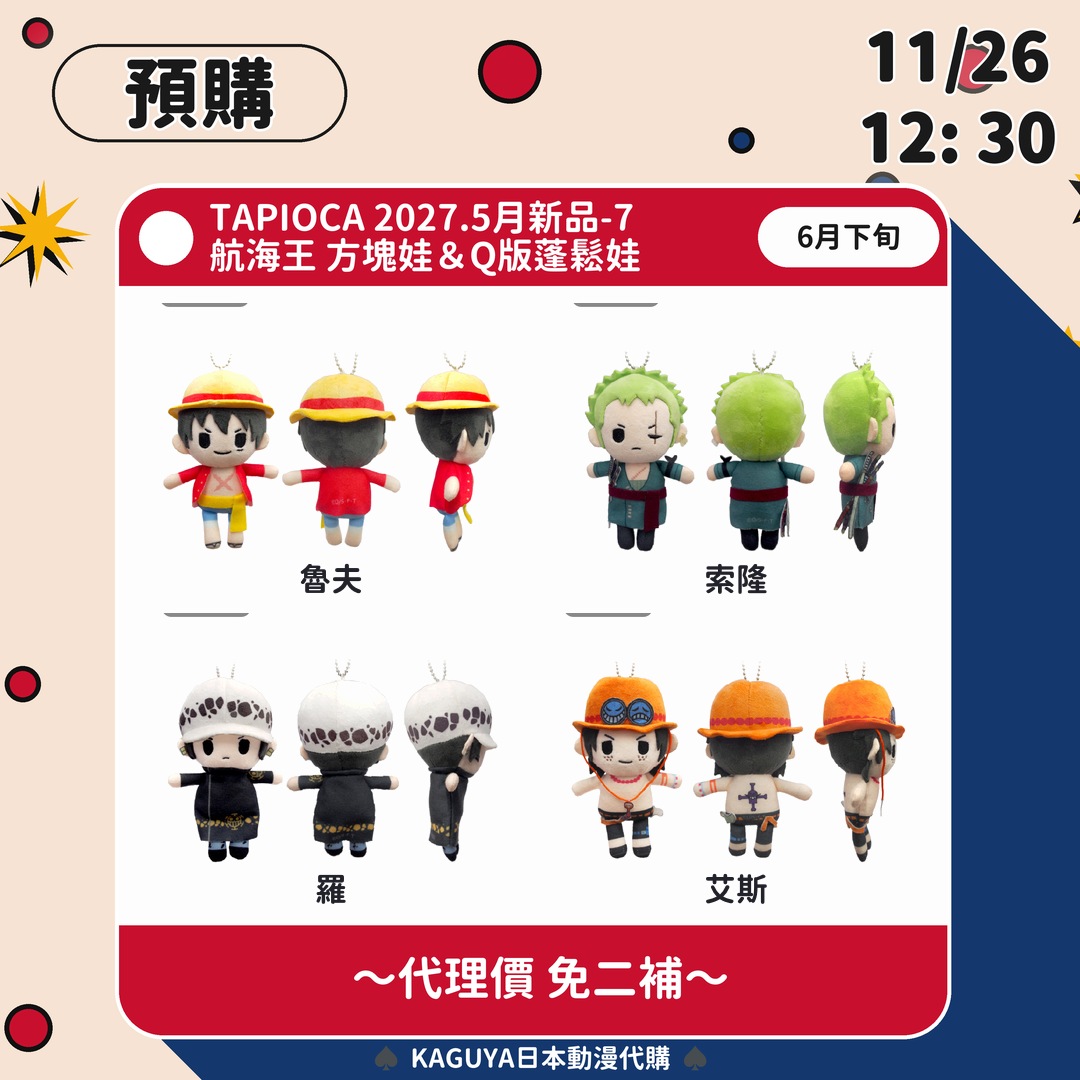 預購
11/26
12: 30
TAPIOCA 2027.5月新品-7
航海王 方塊娃＆Q版蓬鬆娃
6月下旬
魯夫
索隆
羅
艾斯
～代理價 免二補～
♠ KAGUYA日本動漫代購 ♠